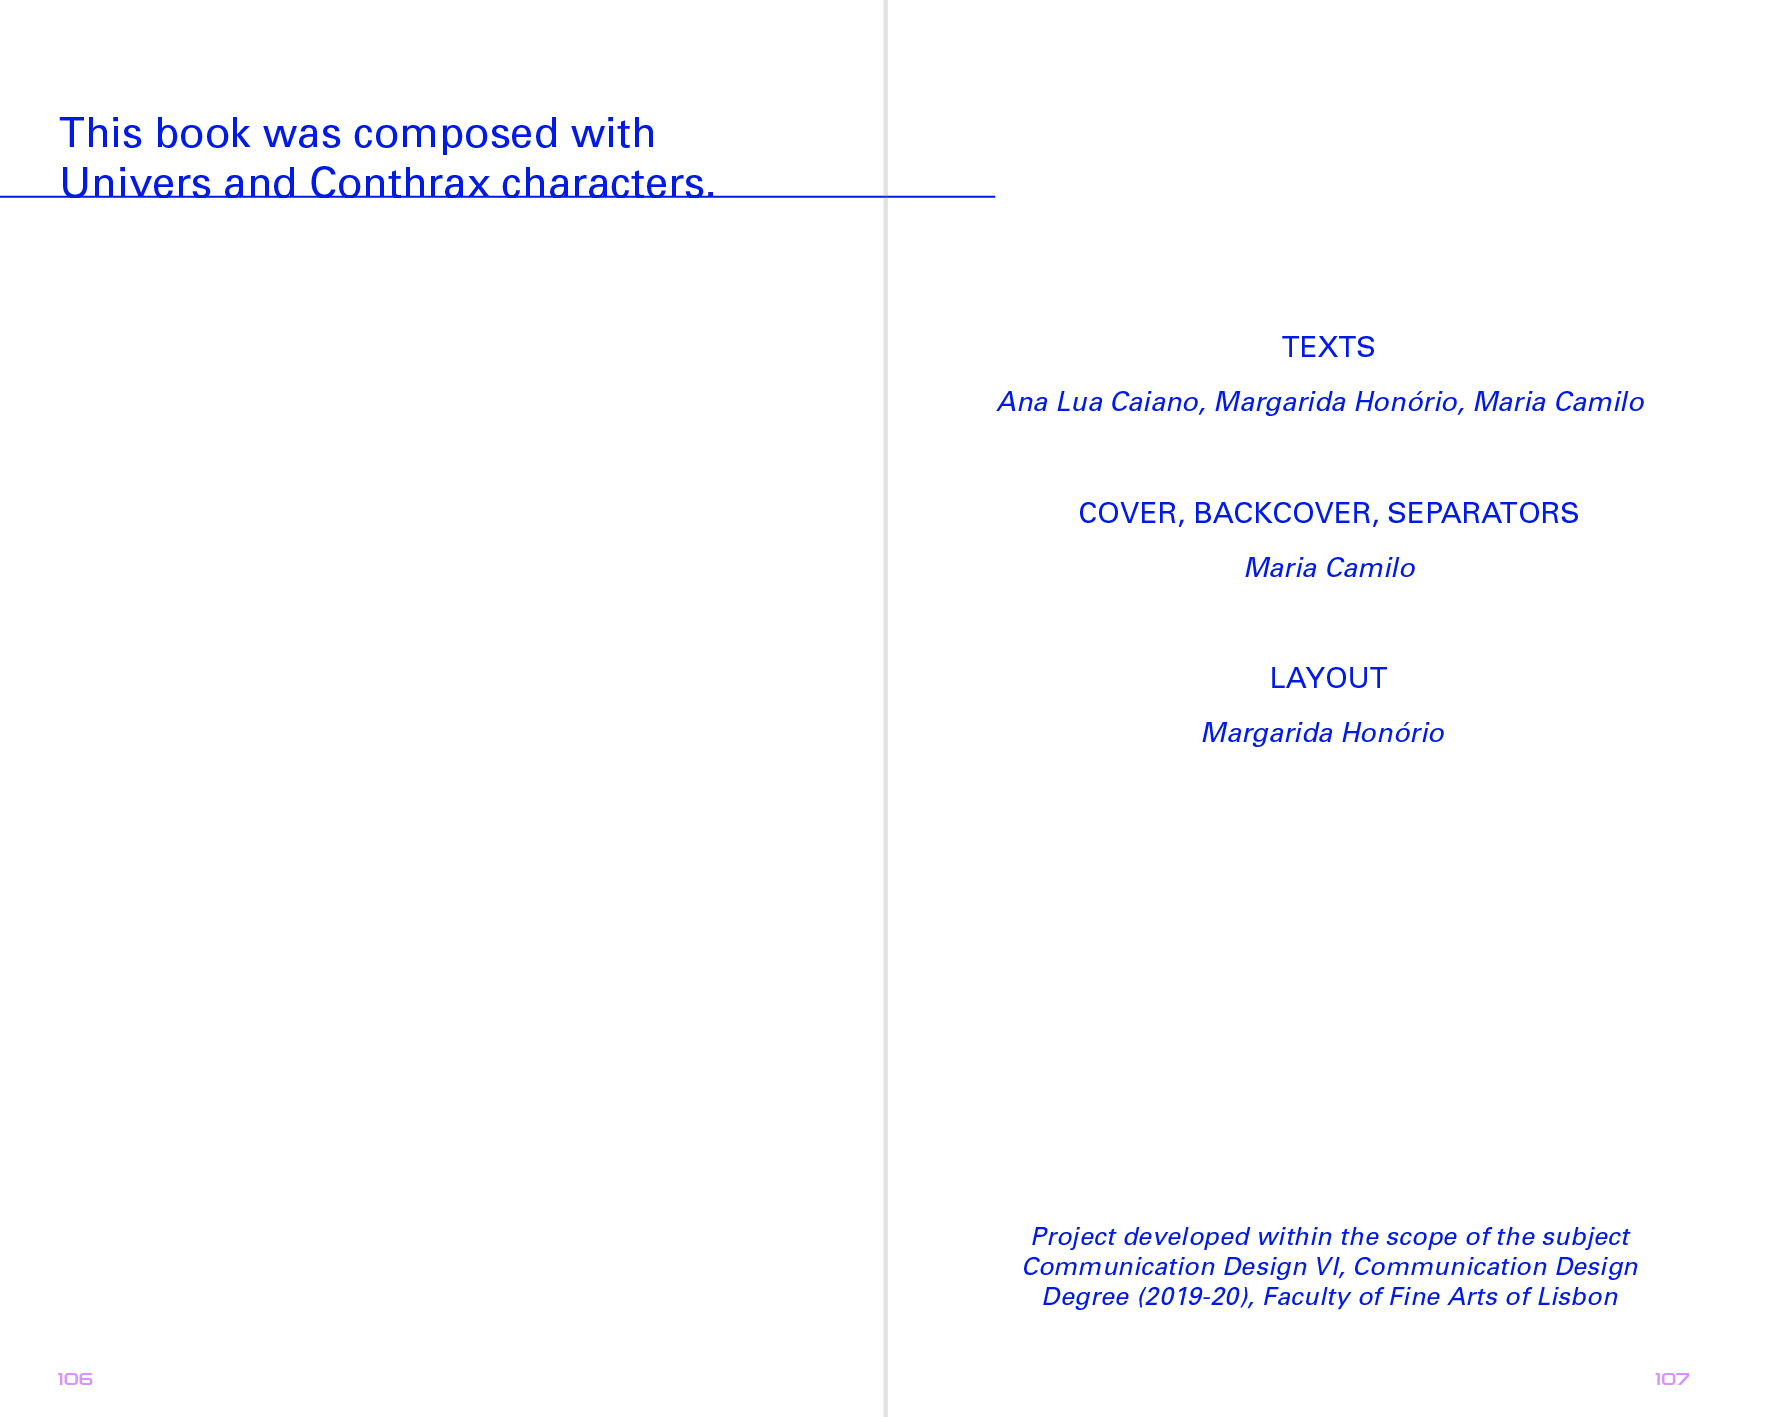 This book was composed with
Univers and Conthrax characters.
106
TEXTS
Ana Lua Caiano, Margarida Honório, Maria Camilo
COVER, BACKCOVER, SEPARATORS
Maria Camilo
LAYOUT
Margarida Honório
Project developed within the scope of the subject
Communication Design VI, Communication Design
Degree (2019-20), Faculty of Fine Arts of Lisbon
107